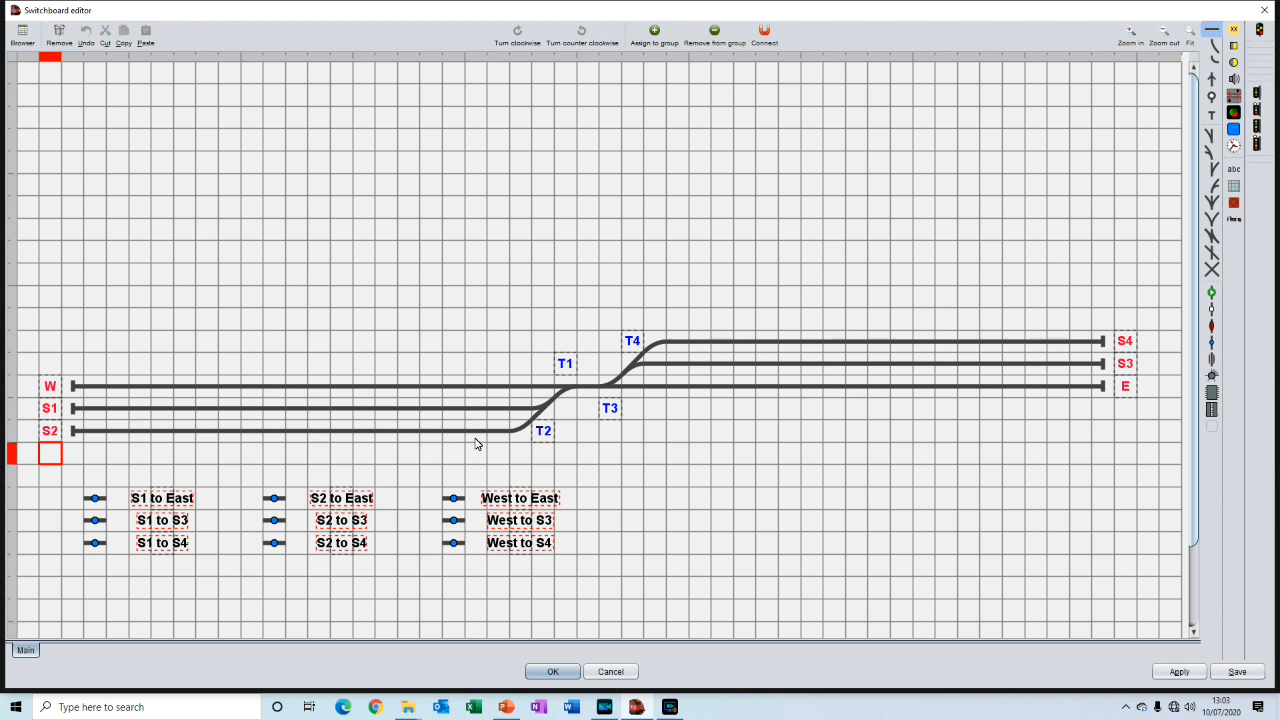 Switchboard editor
Browser Remove Undo Cut Copy Paste Turn clockwise Turn counter clockwise Assign to group Remove from group Connect Zoom in Zoom out Fit
T
abc
T4 S4
T1 S3
W E
S1 T3
S2 T2
S1 to East S2 to East West to East
S1 to S3 S2 to S3 West to S3
S1 to S4 S2 to S4 West to S4
Main
OK Cancel Apply Save
Type here to search
13:03
10/07/2020